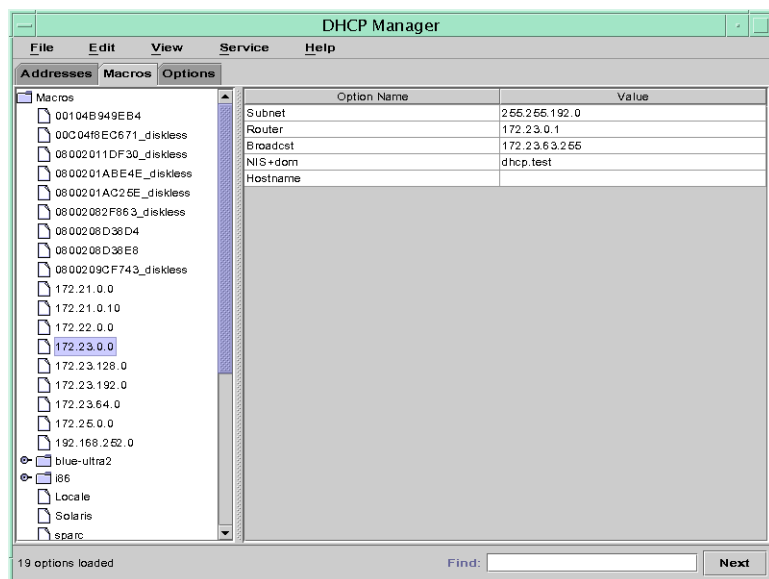 DHCP Manager
File Edit View Service Help
Addresses Macros Options
Macros
00104B949EB4
00C04f8EC671_diskless
08002011DF30_diskless
0800201ABE4E_diskless
0800201AC25E_diskless
08002082F863_diskless
0800208D38D4
0800208D38E8
0800209CF743_diskless
172.21.0.0
172.21.0.10
172.22.0.0
172.23.0.0
172.23.128.0
172.23.192.0
172.23.64.0
172.25.0.0
192.168.252.0
blue-ultra2
i86
Locale
Solaris
sparc
Option Name Value
Subnet 255.255.192.0
Router 172.23.0.1
Broadcst 172.23.63.255
NIS+dom dhcp.test
Hostname
19 options loaded
Find: Next